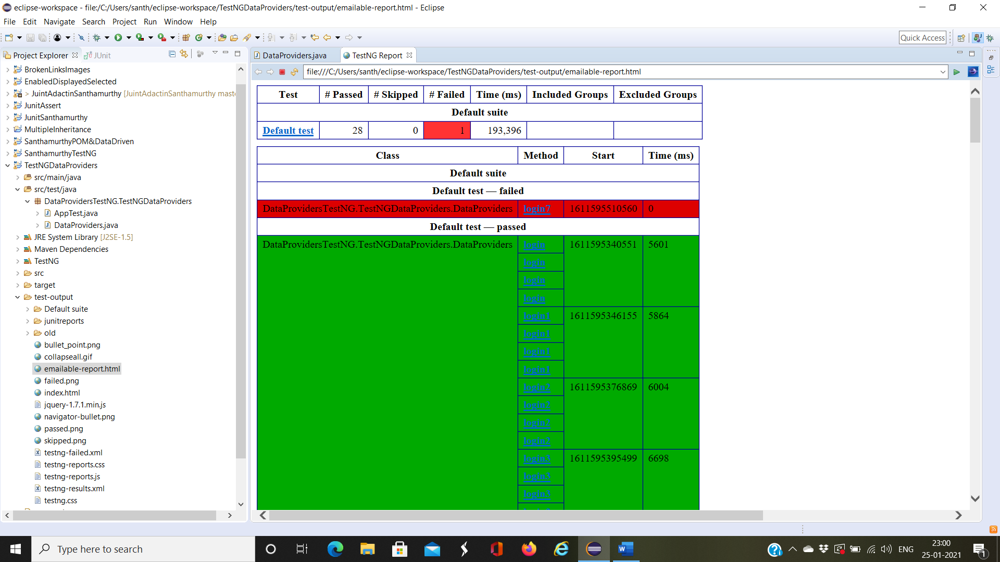 eclipse-workspace - file:/C:/Users/santh/eclipse-workspace/TestNGDataProviders/test-output/emailable-report.html - Eclipse
File Edit Navigate Search Project Run Window Help
Quick Access
Project Explorer
JUnit
BrokenLinksImages
EnabledDisplayedSelected
> JuintAdactinSanthamurthy [JuintAdactinSanthamurthy maste
JunitAssert
JunitSanthamurthy
MultipleInheritance
SanthamurthyPOM&DataDriven
SanthamurthyTestNG
TestNGDataProviders
src/main/java
src/test/java
DataProvidersTestNG.TestNGDataProviders
AppTest.java
DataProviders.java
JRE System Library [J2SE-1.5]
Maven Dependencies
TestNG
src
target
test-output
Default suite
junitreports
old
bullet_point.png
collapseall.gif
emailable-report.html
failed.png
index.html
jquery-1.7.1.min.js
navigator-bullet.png
passed.png
skipped.png
testng-failed.xml
testng-reports.css
testng-reports.js
testng-results.xml
testng.css
DataProviders.java
TestNG Report
file:///C:/Users/santh/eclipse-workspace/TestNGDataProviders/test-output/emailable-report.html
Test # Passed # Skipped # Failed Time (ms) Included Groups Excluded Groups
Default suite
Default test 28 0 1 193,396
Class Method Start Time (ms)
Default suite
Default test — failed
DataProvidersTestNG.TestNGDataProviders.DataProviders login7 1611595510560 0
Default test — passed
DataProvidersTestNG.TestNGDataProviders.DataProviders login 1611595340551 5601
login
login
login
login1 1611595346155 5864
login1
login1
login1
login2 1611595376869 6004
login2
login2
login2
login3 1611595395499 6698
login3
login3
Type here to search
ENG
23:00
25-01-2021
1